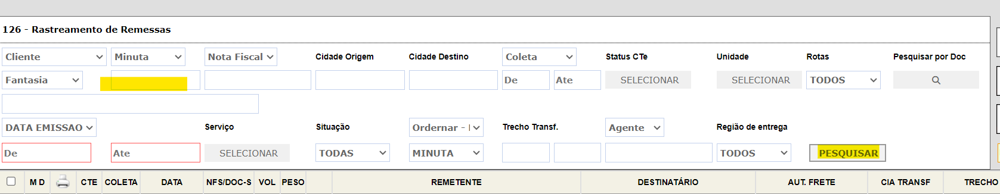 126 - Rastreamento de Remessas
Cliente Minuta Nota Fiscal Cidade Origem Cidade Destino Coleta Status CTe Unidade Rotas Pesquisar por Doc
Fantasia De Ate SELECIONAR SELECIONAR TODOS
DATA EMISSAO Serviço Situação Ordernar - Trecho Transf. Agente Região de entrega
De Ate SELECIONAR TODAS MINUTA TODOS PESQUISAR
M D CTE COLETA DATA NFS/DOC-S VOL PESO REMETENTE DESTINATÁRIO AUT. FRETE CIA TRANSF TRECHO